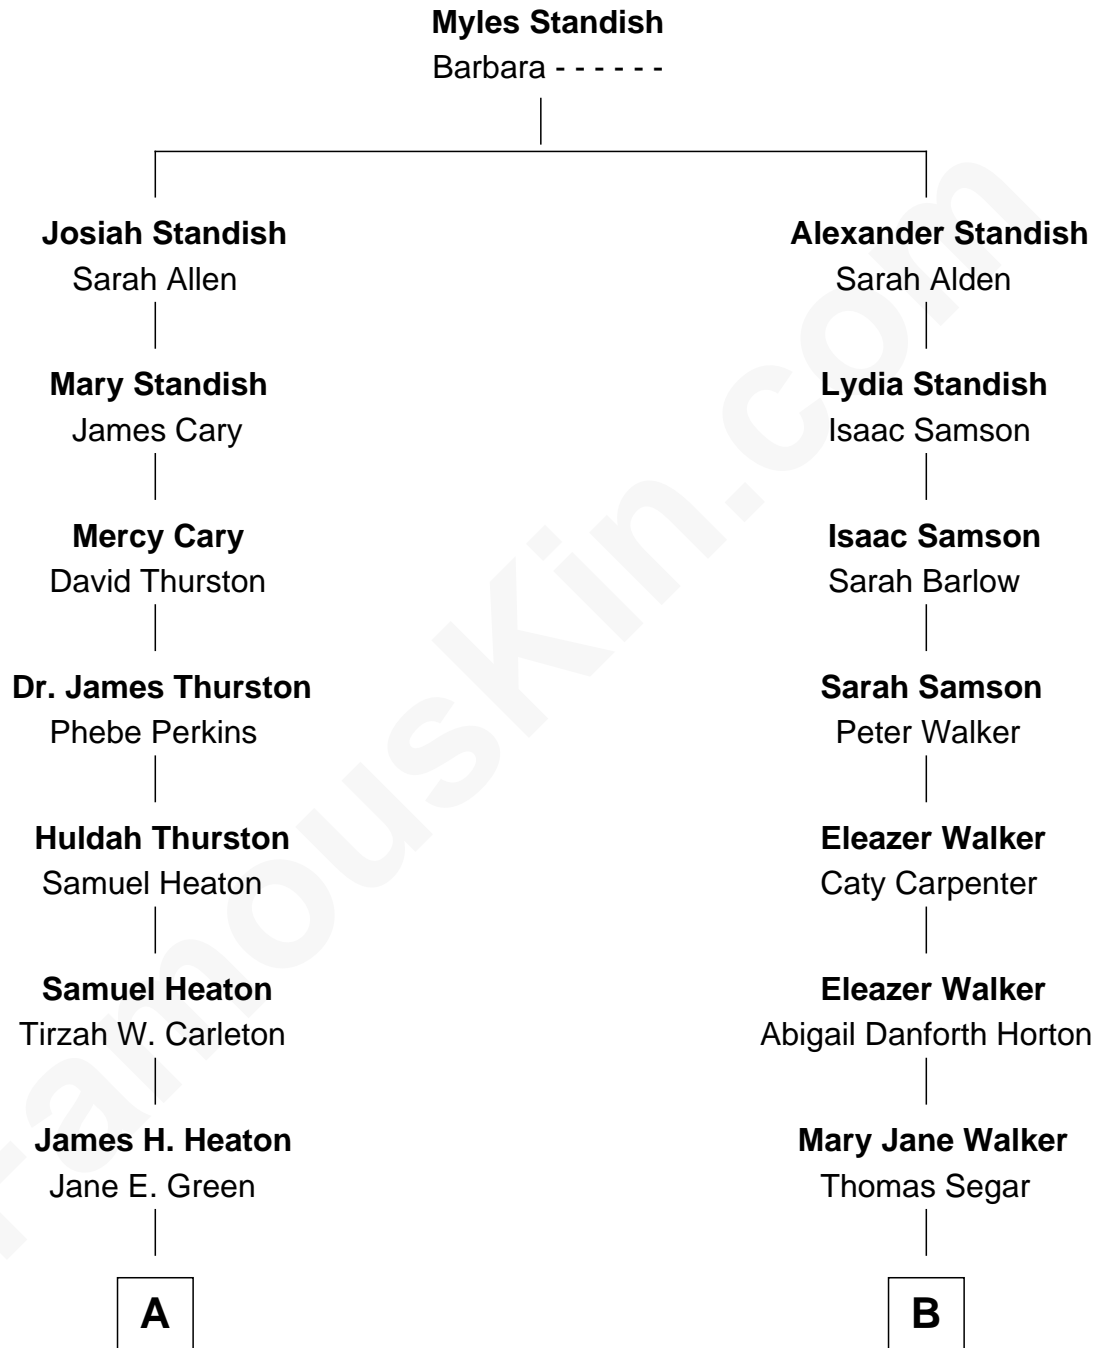 Myles Standish
Barbara - - - - - -
Josiah Standish
Sarah Allen
Alexander Standish
Sarah Alden
Mary Standish
James Cary
Lydia Standish
Isaac Samson
Mercy Cary
David Thurston
Isaac Samson
Sarah Barlow
Dr. James Thurston
Phebe Perkins
Sarah Samson
Peter Walker
Huldah Thurston
Samuel Heaton
Eleazer Walker
Caty Carpenter
Samuel Heaton
Tirzah W. Carleton
Eleazer Walker
Abigail Danforth Horton
James H. Heaton
Jane E. Green
Mary Jane Walker
Thomas Segar
A
B
FamousKin.com